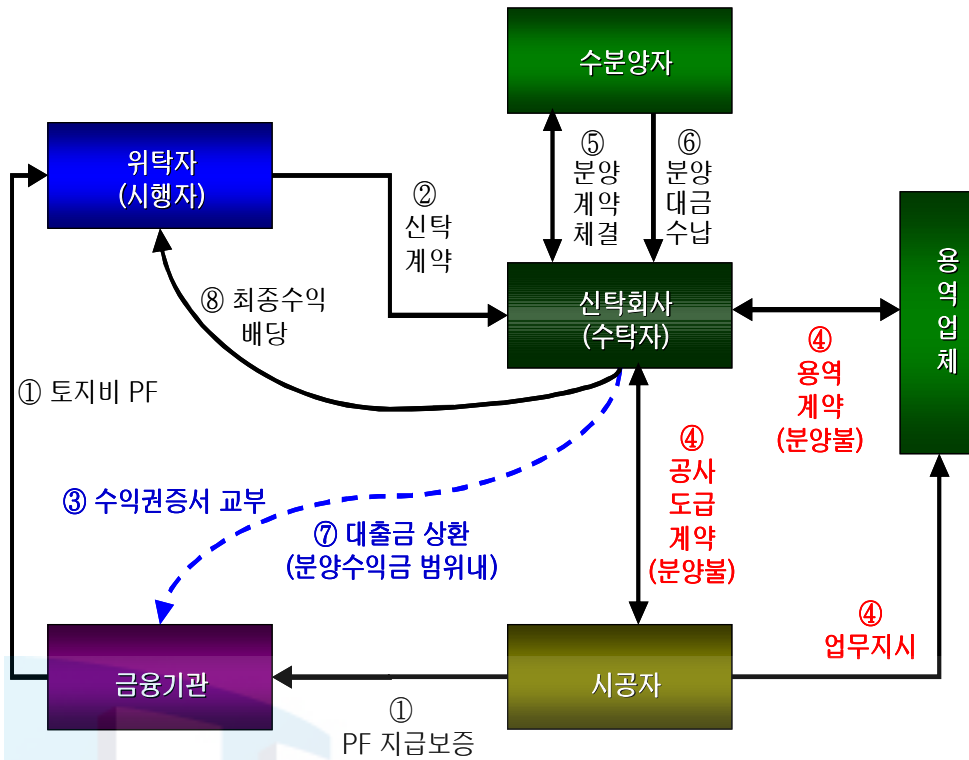 수분양자
위탁자
(시행자)
②
신탁
계약
⑤
분양
계약
체결
⑥
분양
대금
수납
용
역
업
체
신탁회사
(수탁자)
⑧ 최종수익
배당
④
용역
계약
(분양불)
① 토지비 PF
④
공사
도급
계약
(분양불)
③ 수익권증서 교부
⑦ 대출금 상환
(분양수익금 범위내)
④
업무지시
금융기관
시공자
①
PF 지급보증